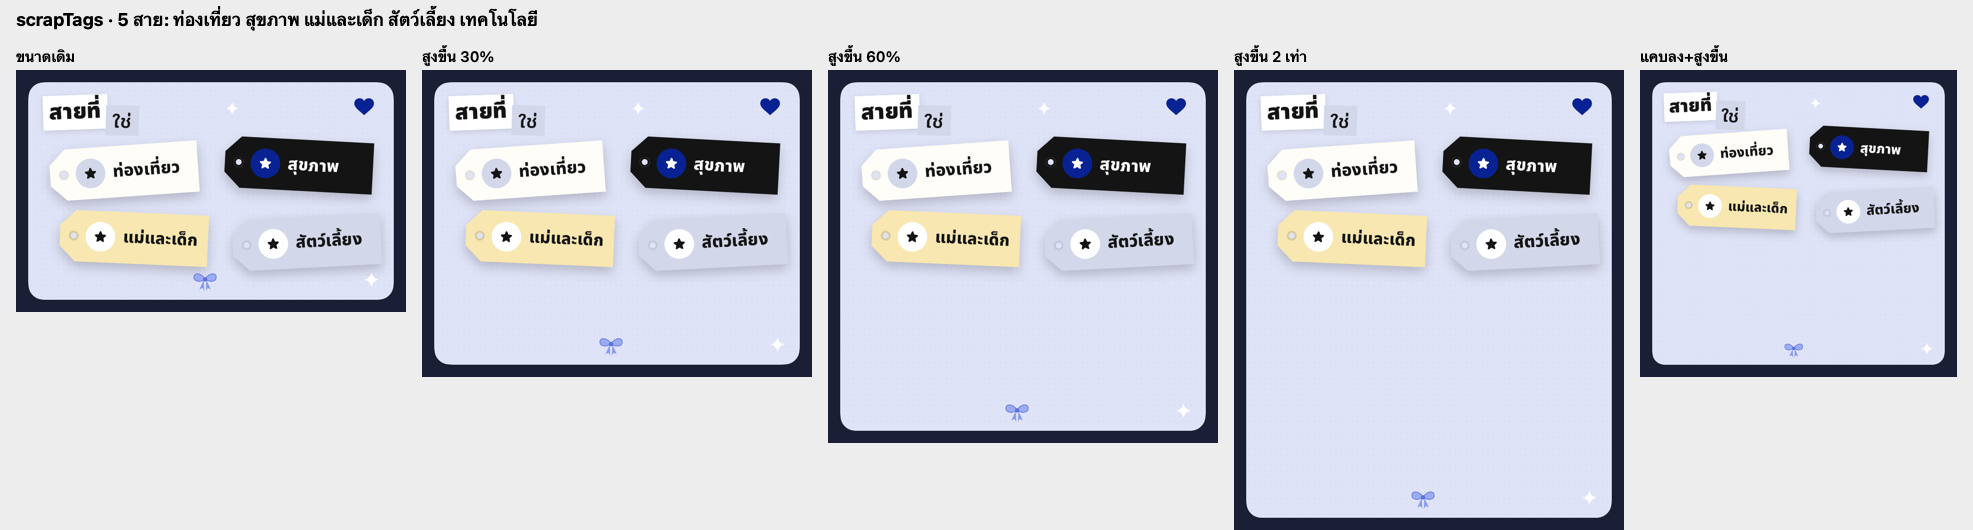 scrapTags · 5 สาย: ท่องเที่ยว สุขภาพ แม่และเด็ก สัตว์เลี้ยง เทคโนโลยี
ขนาดเดิม
สายที่
ใช่
ท่องเที่ยว
สุขภาพ
แม่และเด็ก
สัตว์เลี้ยง
สูงขึ้น 30%
สายที่
ใช่
ท่องเที่ยว
สุขภาพ
แม่และเด็ก
สัตว์เลี้ยง
สูงขึ้น 60%
สายที่
ใช่
ท่องเที่ยว
สุขภาพ
แม่และเด็ก
สัตว์เลี้ยง
สูงขึ้น 2 เท่า
สายที่
ใช่
ท่องเที่ยว
สุขภาพ
แม่และเด็ก
สัตว์เลี้ยง
แคบลง+สูงขึ้น
สายที่
ใช่
ท่องเที่ยว
สุขภาพ
แม่และเด็ก
สัตว์เลี้ยง